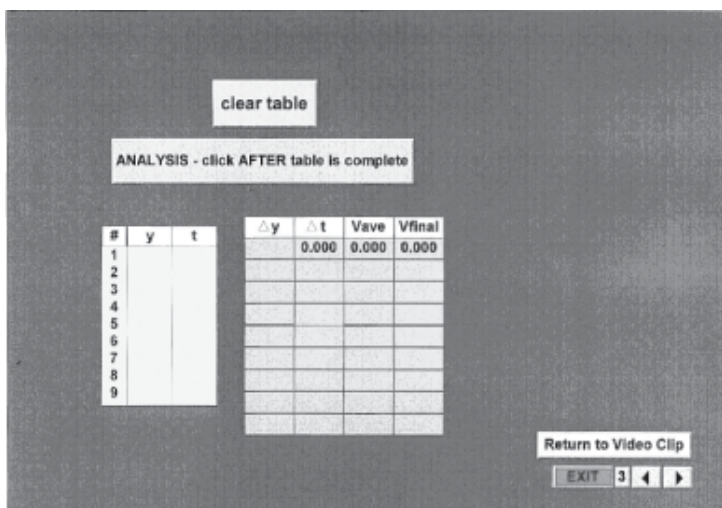 clear table
ANALYSIS - click AFTER table is complete
# y t
1
2
3
4
5
6
7
8
9
△y △t Vave Vfinal
0.000 0.000 0.000
Return to Video Clip
EXIT 3